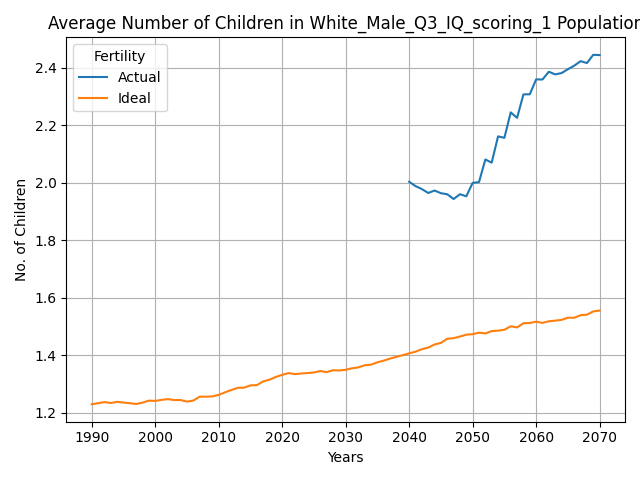 Average Number of Children in White_Male_Q3_IQ_scoring_1 Population
Fertility
Actual
Ideal
No. of Children
2.4
2.2
2.0
1.8
1.6
1.4
1.2
1990 2000 2010 2020 2030 2040 2050 2060 2070
Years